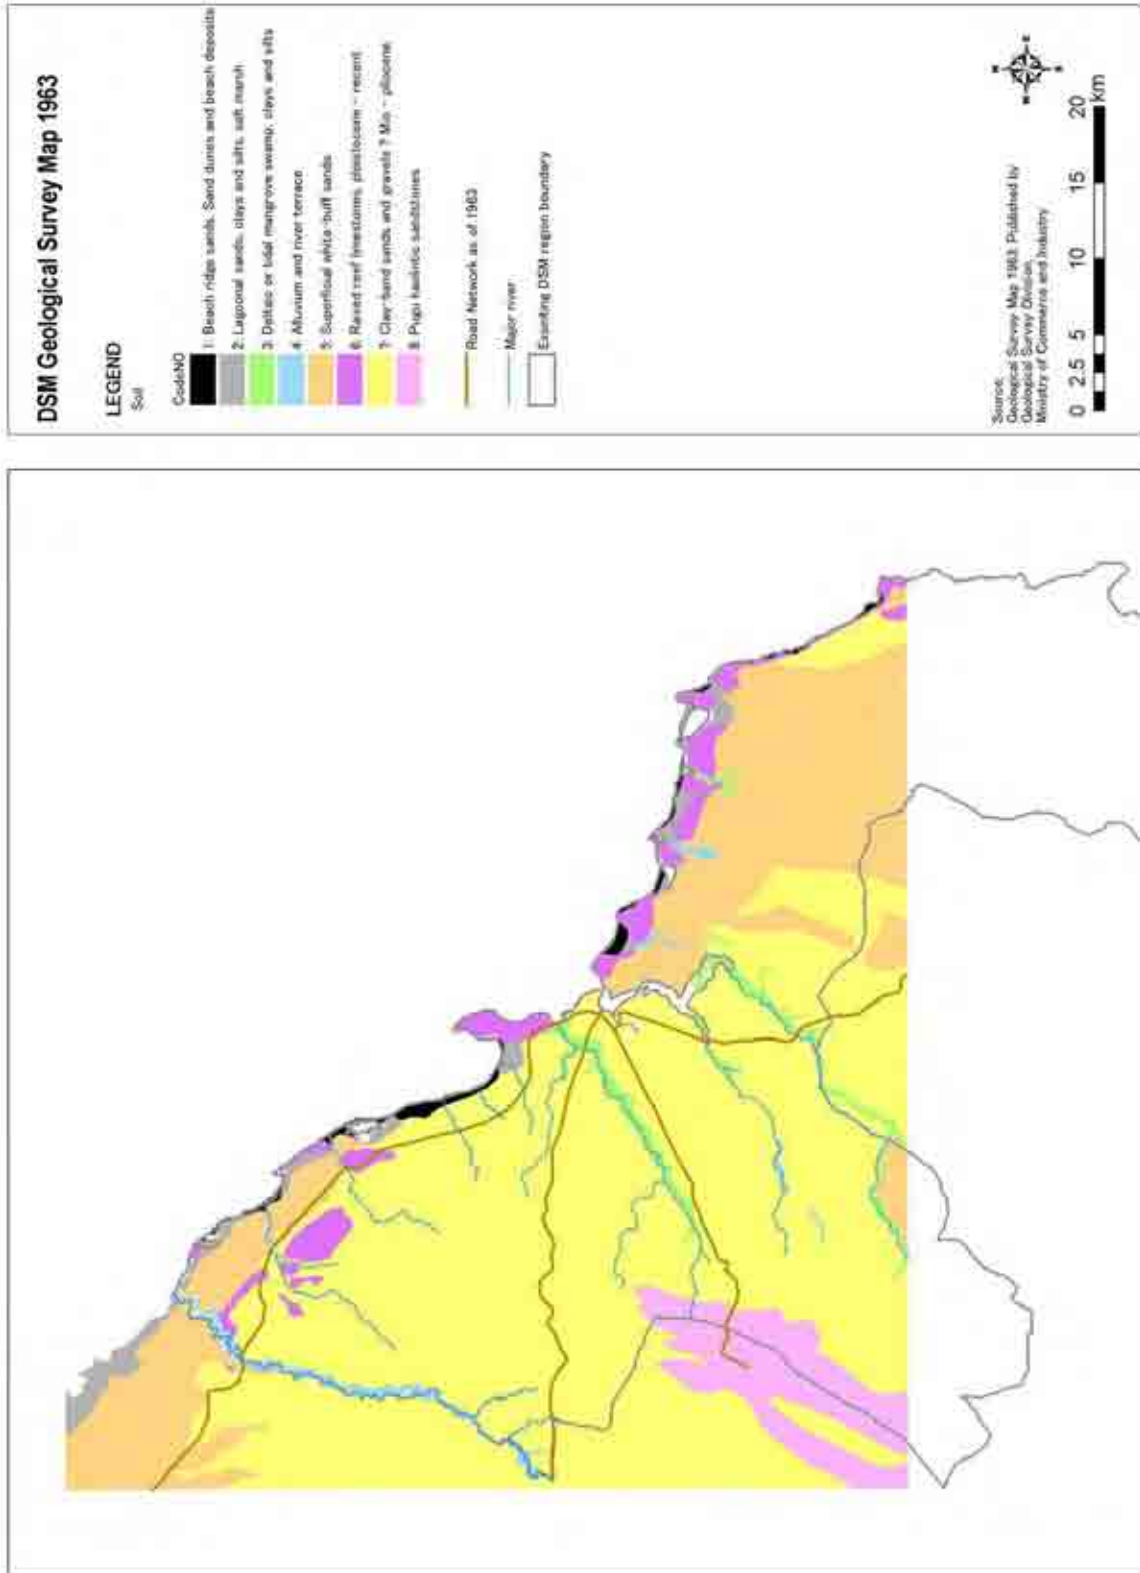 DSM Geological Survey Map 1963
LEGEND
Soil
CodeNO
1: Beach ridge sands. Sand dunes and beach deposits
2: Lagoonal sands, clays and silts, salt marsh
3: Deltaic or tidal mangrove swamp, clays and silts
4: Alluvium and river terrace
5: Superficial white-buff sands
6: Raised reef limestones, pleistocene - recent
7: Clay-band sands and gravels ? Mio - pliocene
8: Pugu kaolinitic sandstones
Road Network as of 1963
Major river
Exsinting DSM region boundary
Source:
Geological Survey Map 1963: Published by
Geological Survey Division,
Ministry of Commerce and Industry
N
W
E
S
0 2.5 5 10 15 20
km